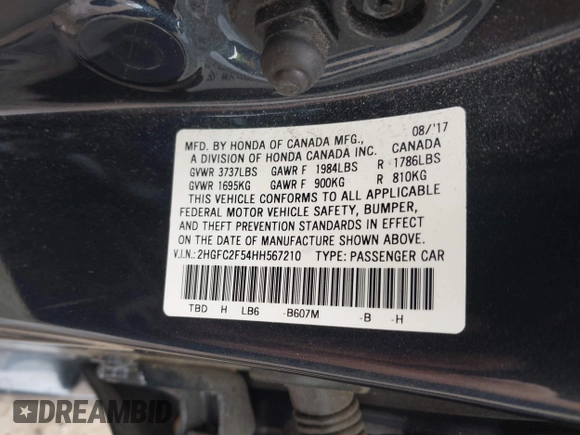 MFD. BY HONDA OF CANADA MFG., 08/'17
A DIVISION OF HONDA CANADA INC. CANADA
GVWR 3737LBS GAWR F 1984LBS R 1786LBS
GVWR 1695KG GAWR F 900KG R 810KG
THIS VEHICLE CONFORMS TO ALL APPLICABLE
FEDERAL MOTOR VEHICLE SAFETY, BUMPER,
AND THEFT PREVENTION STANDARDS IN EFFECT
ON THE DATE OF MANUFACTURE SHOWN ABOVE.
V.I.N.: 2HGFC2F54HH567210 TYPE: PASSENGER CAR
TBD H LB6 -B607M -B -H
DREAMBID